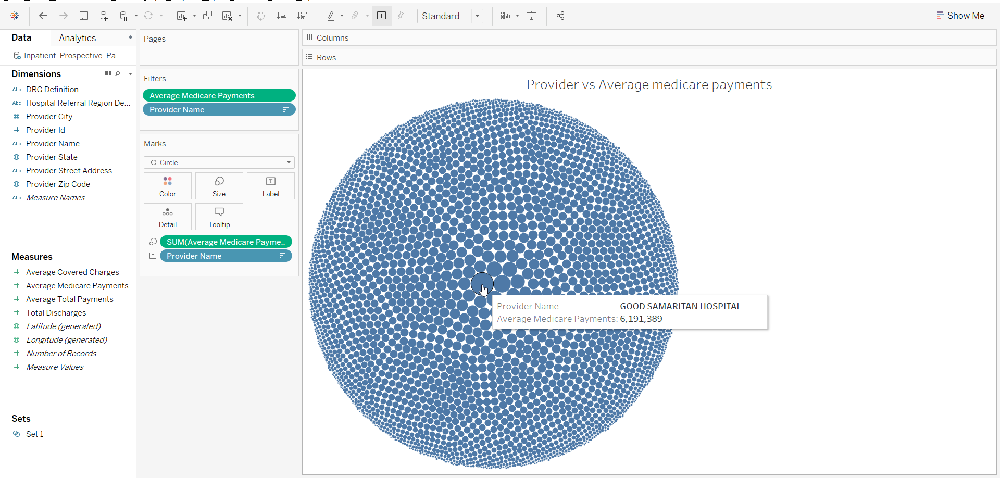 Standard
Show Me
Data
Analytics
Inpatient_Prospective_Pa...
Dimensions
Abc DRG Definition
Abc Hospital Referral Region De...
Provider City
Provider Id
Abc Provider Name
Provider State
Abc Provider Street Address
Provider Zip Code
Abc Measure Names
Measures
Average Covered Charges
Average Medicare Payments
Average Total Payments
Total Discharges
Latitude (generated)
Longitude (generated)
Number of Records
Measure Values
Sets
Set 1
Pages
Filters
Average Medicare Payments
Provider Name
Marks
Circle
Color
Size
Label
Detail
Tooltip
SUM(Average Medicare Payme..
Provider Name
Columns
Rows
Provider vs Average medicare payments
Provider Name: GOOD SAMARITAN HOSPITAL
Average Medicare Payments: 6,191,389